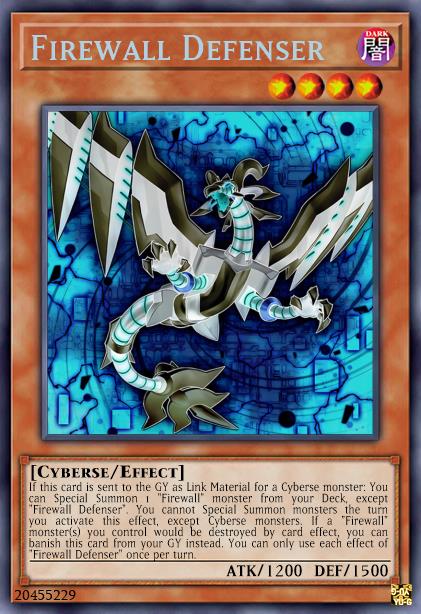 FIREWALL DEFENSER
DARK
闇
[CYBERSE/EFFECT]
If this card is sent to the GY as Link Material for a Cyberse monster: You
can Special Summon 1 "Firewall" monster from your Deck, except
"Firewall Defenser". You cannot Special Summon monsters the turn
you activate this effect, except Cyberse monsters. If a "Firewall"
monster(s) you control would be destroyed by card effect, you can
banish this card from your GY instead. You can only use each effect of
"Firewall Defenser" once per turn.
ATK/1200 DEF/1500
20455229